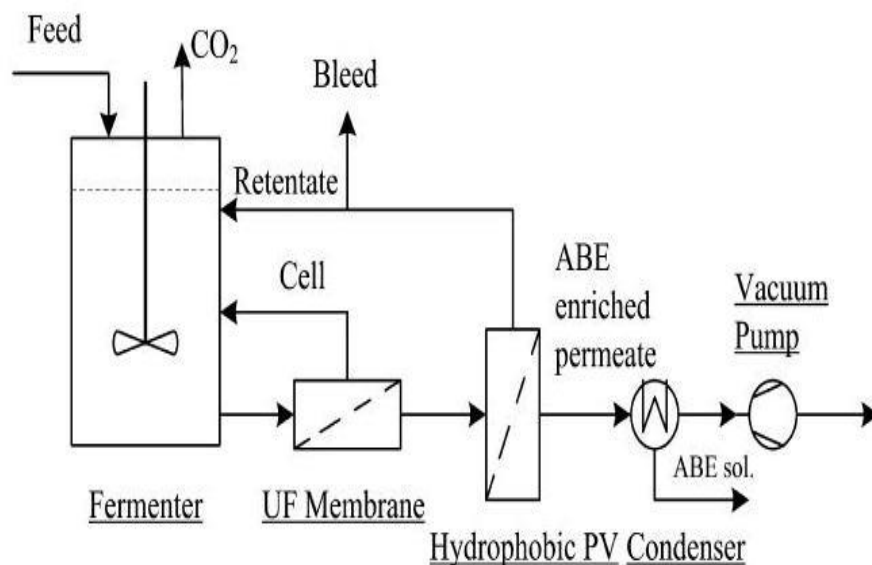 Feed
CO₂
Bleed
Retentate
Cell
ABE
enriched
permeate
Vacuum
Pump
ABE sol.
Fermenter
UF Membrane
Hydrophobic PV
Condenser